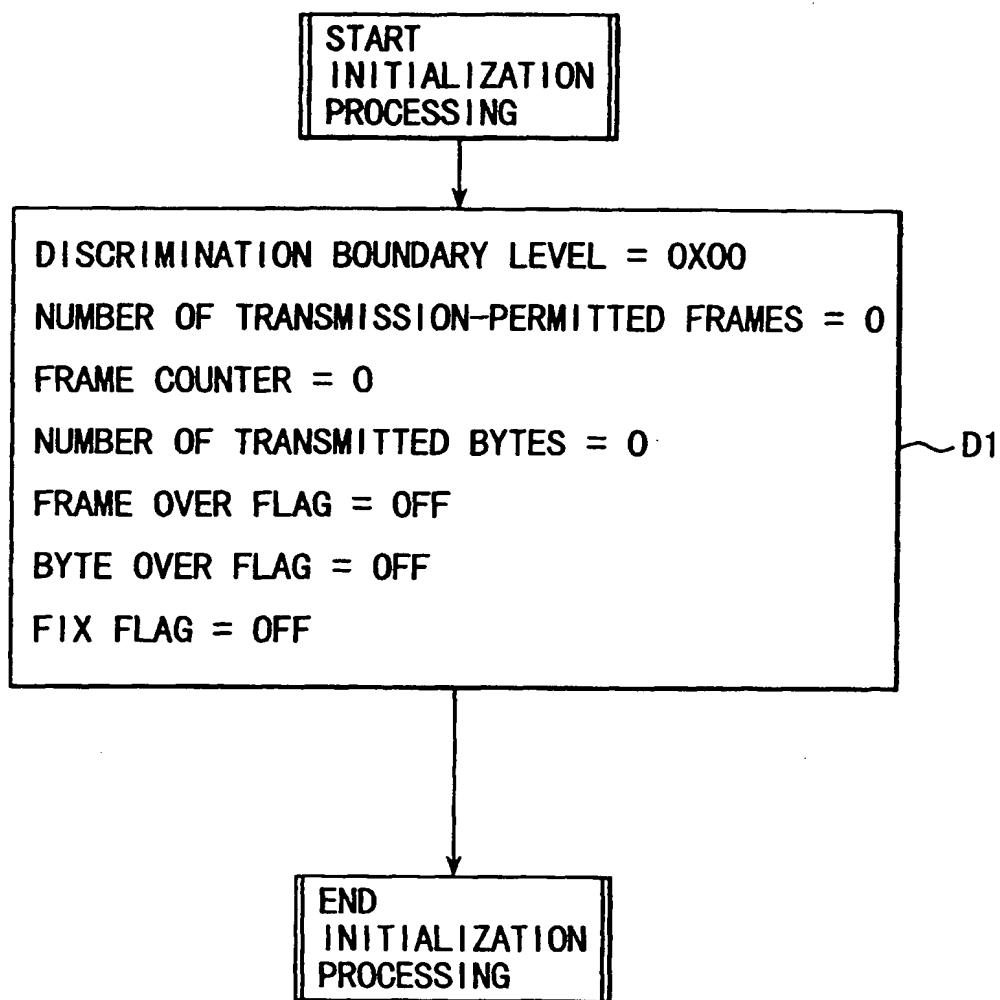 START
INITIALIZATION
PROCESSING
DISCRIMINATION BOUNDARY LEVEL = 0X00
NUMBER OF TRANSMISSION-PERMITTED FRAMES = 0
FRAME COUNTER = 0
NUMBER OF TRANSMITTED BYTES = 0
D1
FRAME OVER FLAG = OFF
BYTE OVER FLAG = OFF
FIX FLAG = OFF
END
INITIALIZATION
PROCESSING